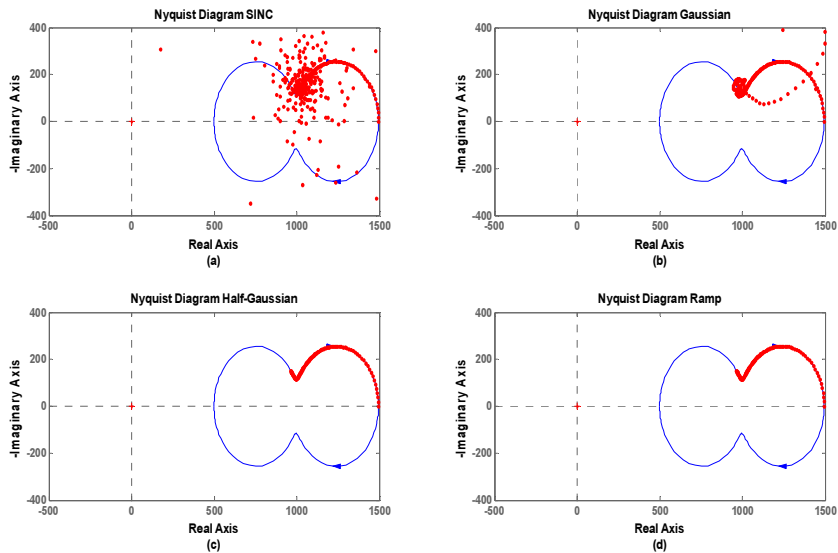 Nyquist Diagram SINC
400
200
0
-200
-400
-Imaginary Axis
-500
0
500
1000
1500
Real Axis
(a)
Nyquist Diagram Gaussian
400
200
0
-200
-400
-Imaginary Axis
-500
0
500
1000
1500
Real Axis
(b)
Nyquist Diagram Half-Gaussian
400
200
0
-200
-400
-Imaginary Axis
-500
0
500
1000
1500
Real Axis
(c)
Nyquist Diagram Ramp
400
200
0
-200
-400
-Imaginary Axis
-500
0
500
1000
1500
Real Axis
(d)